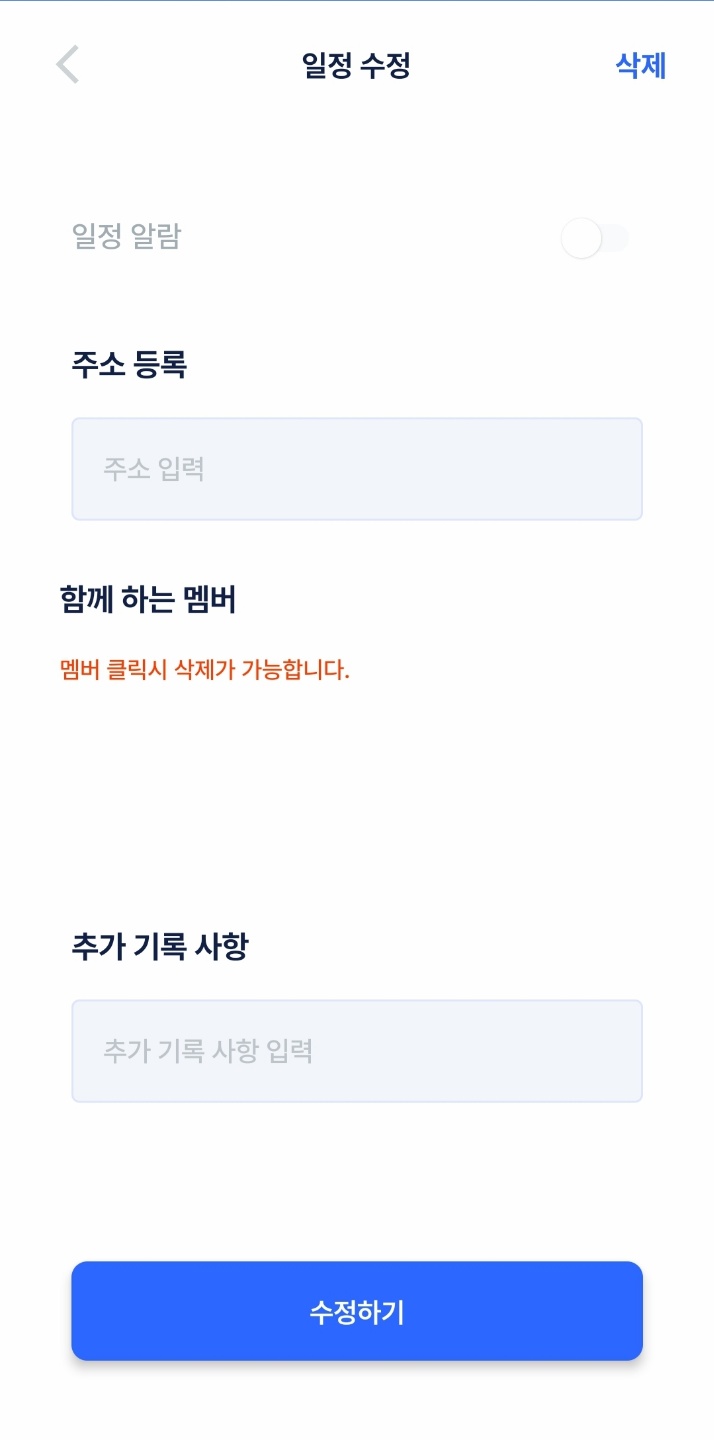 일정 수정
삭제
일정 알람
주소 등록
주소 입력
함께 하는 멤버
멤버 클릭시 삭제가 가능합니다.
추가 기록 사항
추가 기록 사항 입력
수정하기